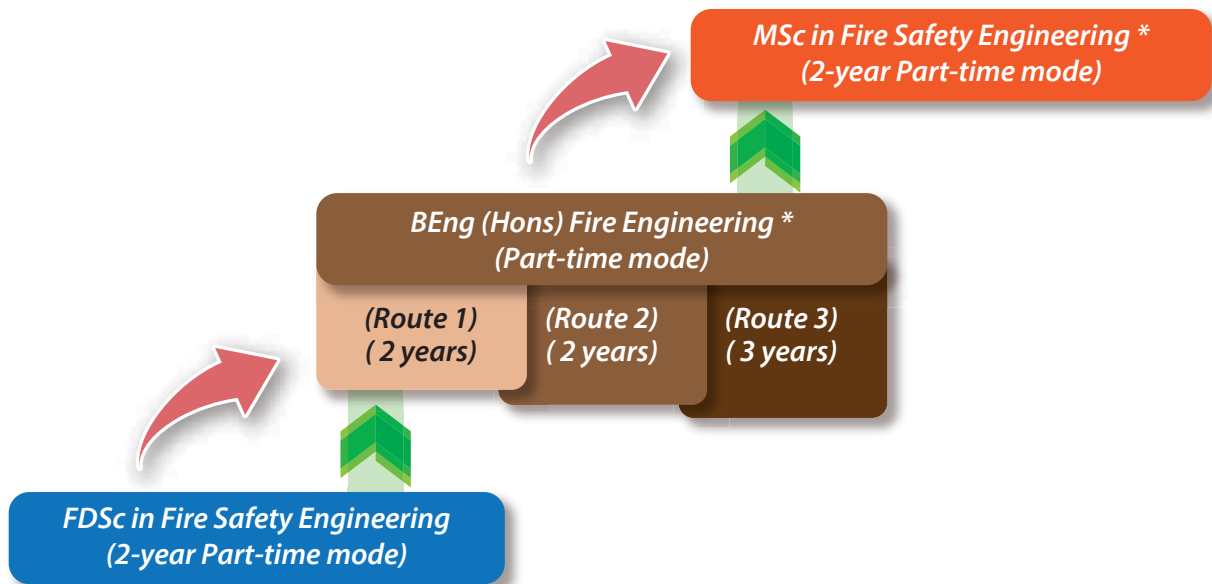 MSc in Fire Safety Engineering *
(2-year Part-time mode)
BEng (Hons) Fire Engineering *
(Part-time mode)
(Route 1)
( 2 years)
(Route 2)
( 2 years)
(Route 3)
( 3 years)
FDSc in Fire Safety Engineering
(2-year Part-time mode)